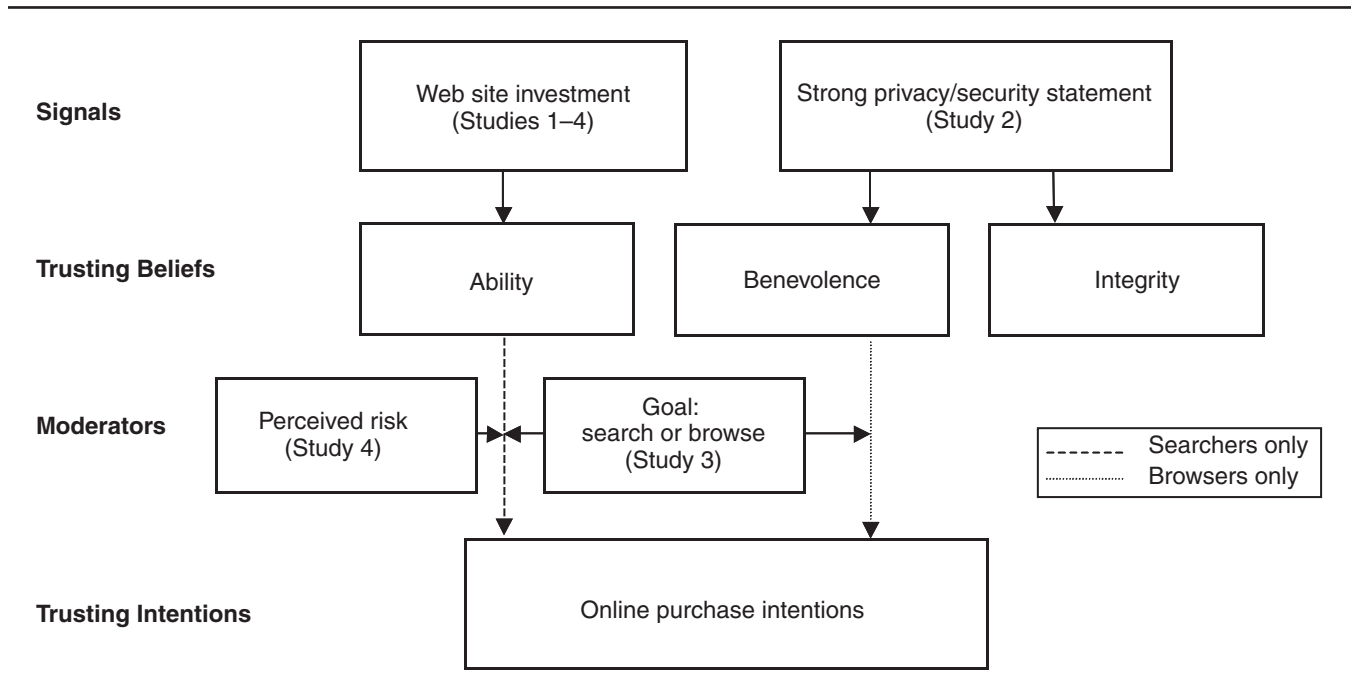 Signals
Web site investment
(Studies 1–4)
Strong privacy/security statement
(Study 2)
Trusting Beliefs
Ability
Benevolence
Integrity
Moderators
Perceived risk
(Study 4)
Goal:
search or browse
(Study 3)
Searchers only
Browsers only
Trusting Intentions
Online purchase intentions